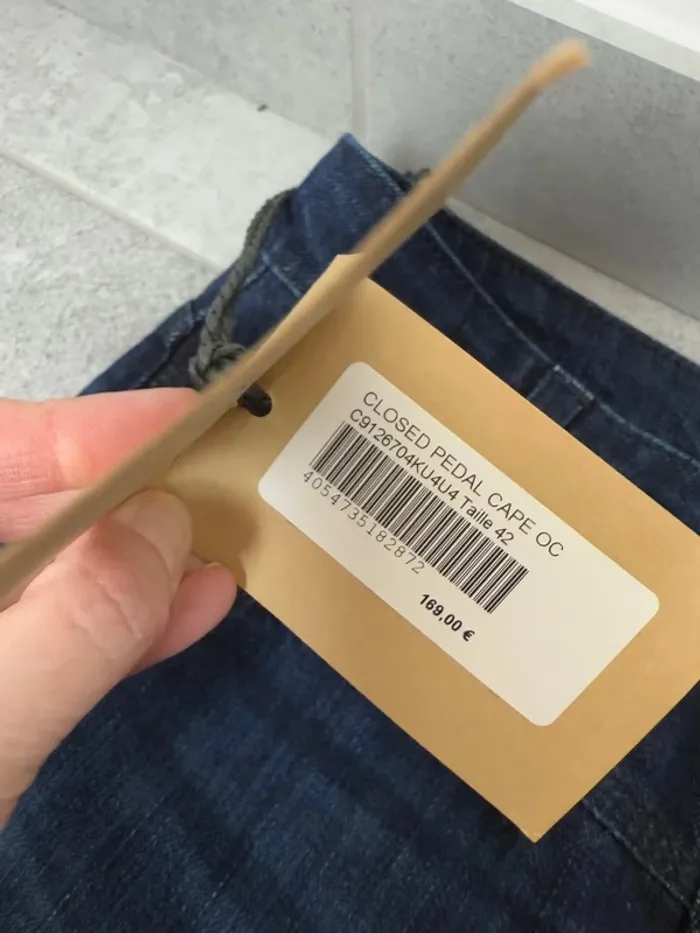 CLOSED PEDAL CAPE OC
C9126704KU4U4 Taille 42
4054735182872
169,00 €